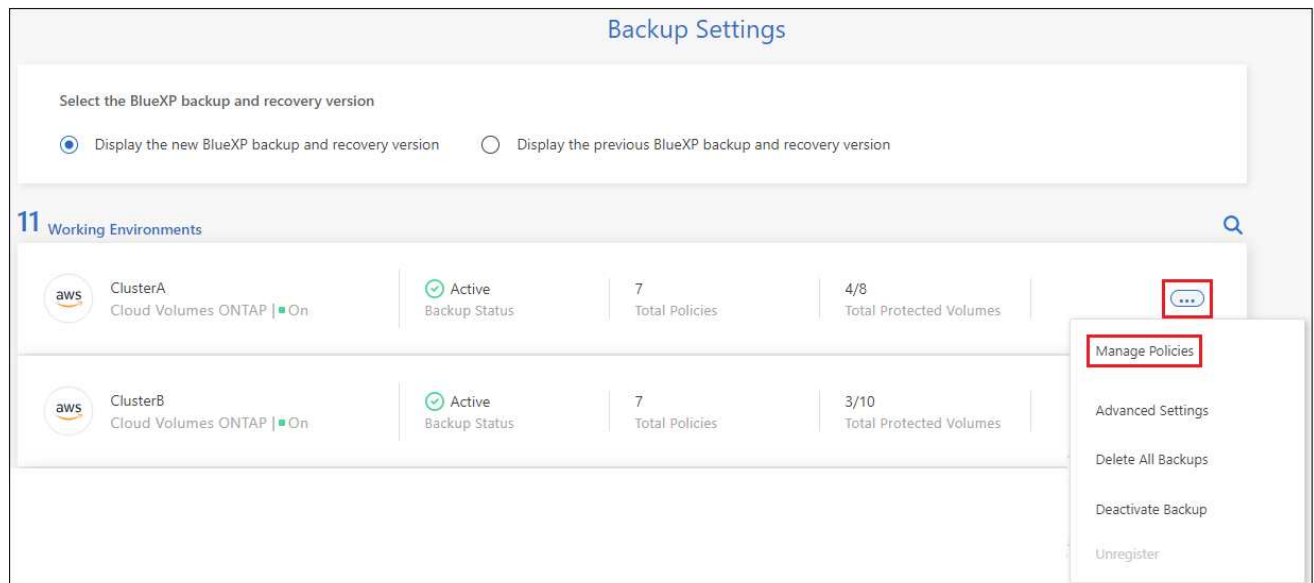 Backup Settings
Select the BlueXP backup and recovery version
Display the new BlueXP backup and recovery version Display the previous BlueXP backup and recovery version
11 Working Environments
aws ClusterA Active 7 4/8 ...
Cloud Volumes ONTAP | On Backup Status Total Policies Total Protected Volumes
Manage Policies
aws ClusterB Active 7 3/10
Cloud Volumes ONTAP | On Backup Status Total Policies Total Protected Volumes
Advanced Settings
Delete All Backups
Deactivate Backup
Unregister